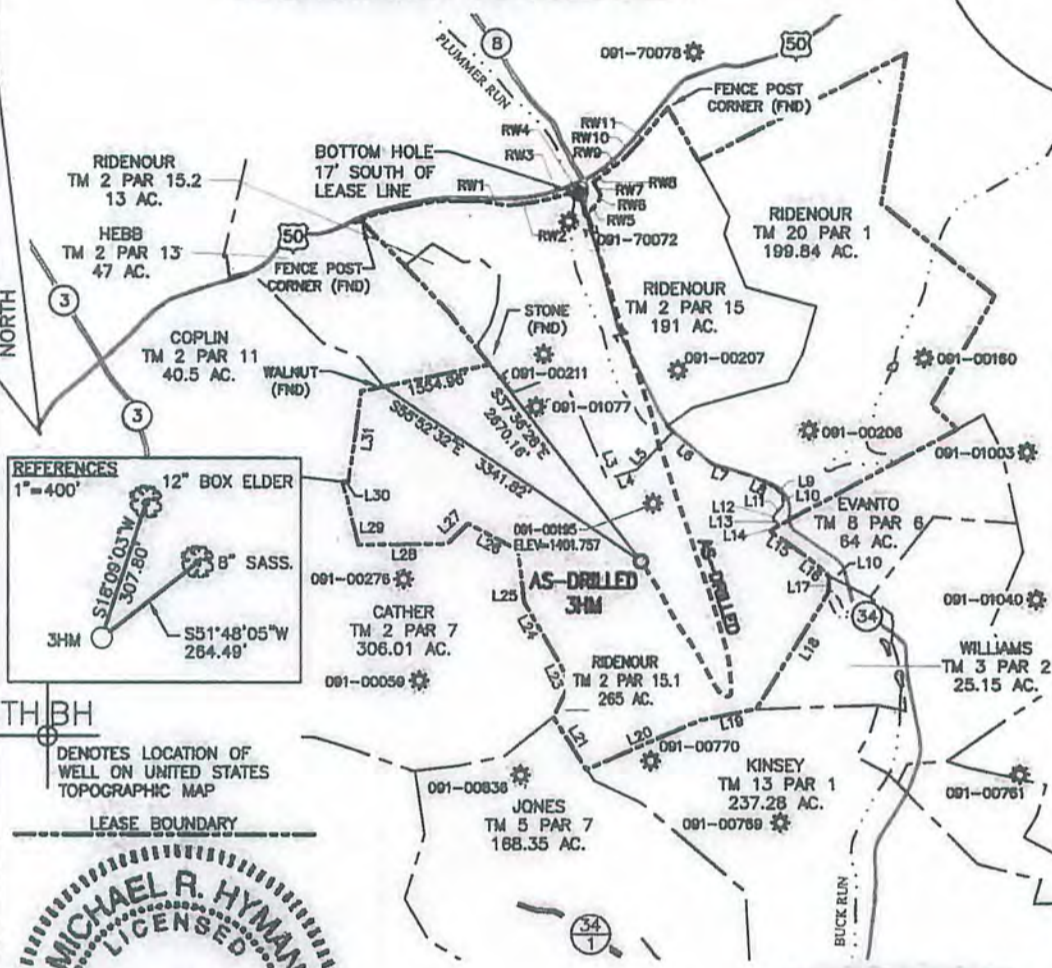 8
50
091-70078
PLUMMER RUN
FENCE POST
CORNER (FND)
RW11
RW10
RW9
RW4
RW3
BOTTOM HOLE
17' SOUTH OF
LEASE LINE
RW1
RW8
RW7
RW6
RW5
RW2
091-70072
RIDENOUR
TM 2 PAR 15.2
13 AC.
HEBB
TM 2 PAR 13
47 AC.
50
FENCE POST
CORNER (FND)
RIDENOUR
TM 20 PAR 1
199.84 AC.
RIDENOUR
TM 2 PAR 15
191 AC.
NORTH
3
3
COPLIN
TM 2 PAR 11
40.5 AC.
WALNUT
(FND)
STONE
(FND)
1554.96'
091-00211
091-01077
091-00207
091-00160
S37°36'28"E
2670.16'
S55°52'32"E
3341.82'
091-00206
091-01003
L31
L30
L29
L28
L27
L26
L25
L24
L23
L21
L20
L19
L18
L17
L16
L15
L14
L13
L12
L11
L10
L9
L8
L7
L6
L5
L4
L3
L10
REFERENCES
1"=400'
12" BOX ELDER
S18°09'03"W
307.80'
8" SASS.
S51°48'05"W
264.49'
3HM
091-00195
ELEV=1401.757
AS-DRILLED
3HM
AS-DRILLED
EVANTO
TM 8 PAR 6
64 AC.
091-00276
CATHER
TM 2 PAR 7
306.01 AC.
091-00059
34
091-01040
WILLIAMS
TM 3 PAR 2
25.15 AC.
RIDENOUR
TM 2 PAR 15.1
265 AC.
TH BH
DENOTES LOCATION OF
WELL ON UNITED STATES
TOPOGRAPHIC MAP
LEASE BOUNDARY
091-00770
091-00836
JONES
TM 5 PAR 7
168.35 AC.
KINSEY
TM 13 PAR 1
237.28 AC.
091-00769
091-00761
BUCK RUN
34
1
MICHAEL R. HYMAN
LICENSED